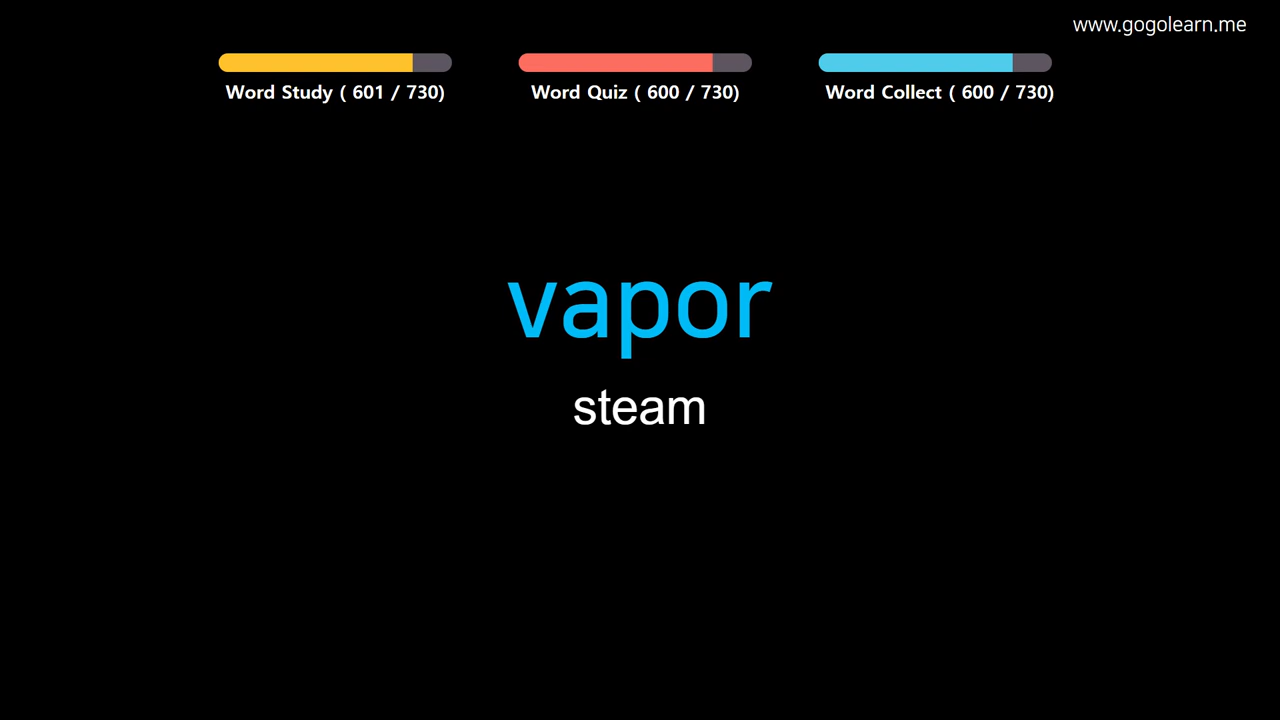 www.gogolearn.me
Word Study ( 601 / 730)
Word Quiz ( 600 / 730)
Word Collect ( 600 / 730)
vapor
steam